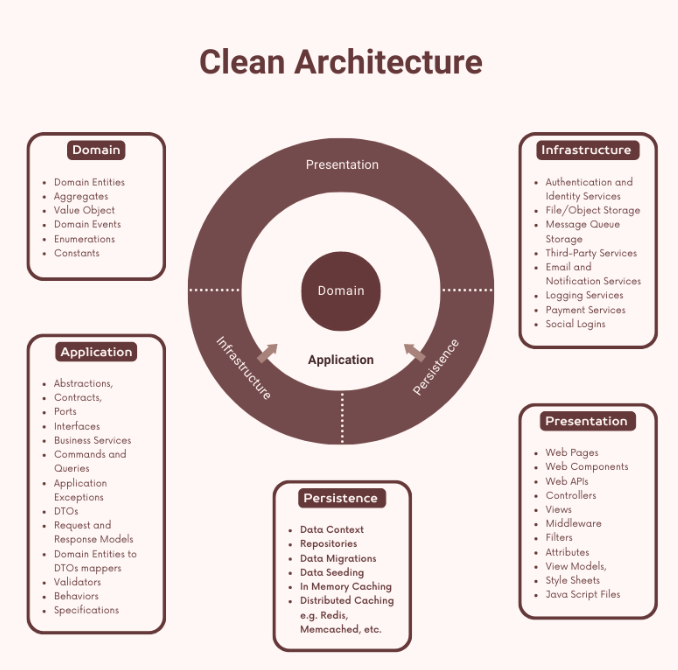 Clean Architecture
Domain
• Domain Entities
• Aggregates
• Value Object
• Domain Events
• Enumerations
• Constants
Application
• Abstractions,
• Contracts,
• Ports
• Interfaces
• Business Services
• Commands and
Queries
• Application
Exceptions
• DTOs
• Request and
Response Models
• Domain Entities to
DTOs mappers
• Validators
• Behaviors
• Specifications
Presentation
Domain
Infrastructure
Application
Persistence
Persistence
• Data Context
• Repositories
• Data Migrations
• Data Seeding
• In Memory Caching
• Distributed Caching
e.g. Redis,
Memcached, etc.
Infrastructure
• Authentication and
Identity Services
• File/Object Storage
• Message Queue
Storage
• Third-Party Services
• Email and
Notification Services
• Logging Services
• Payment Services
• Social Logins
Presentation
• Web Pages
• Web Components
• Web APIs
• Controllers
• Views
• Middleware
• Filters
• Attributes
• View Models,
• Style Sheets
• Java Script Files